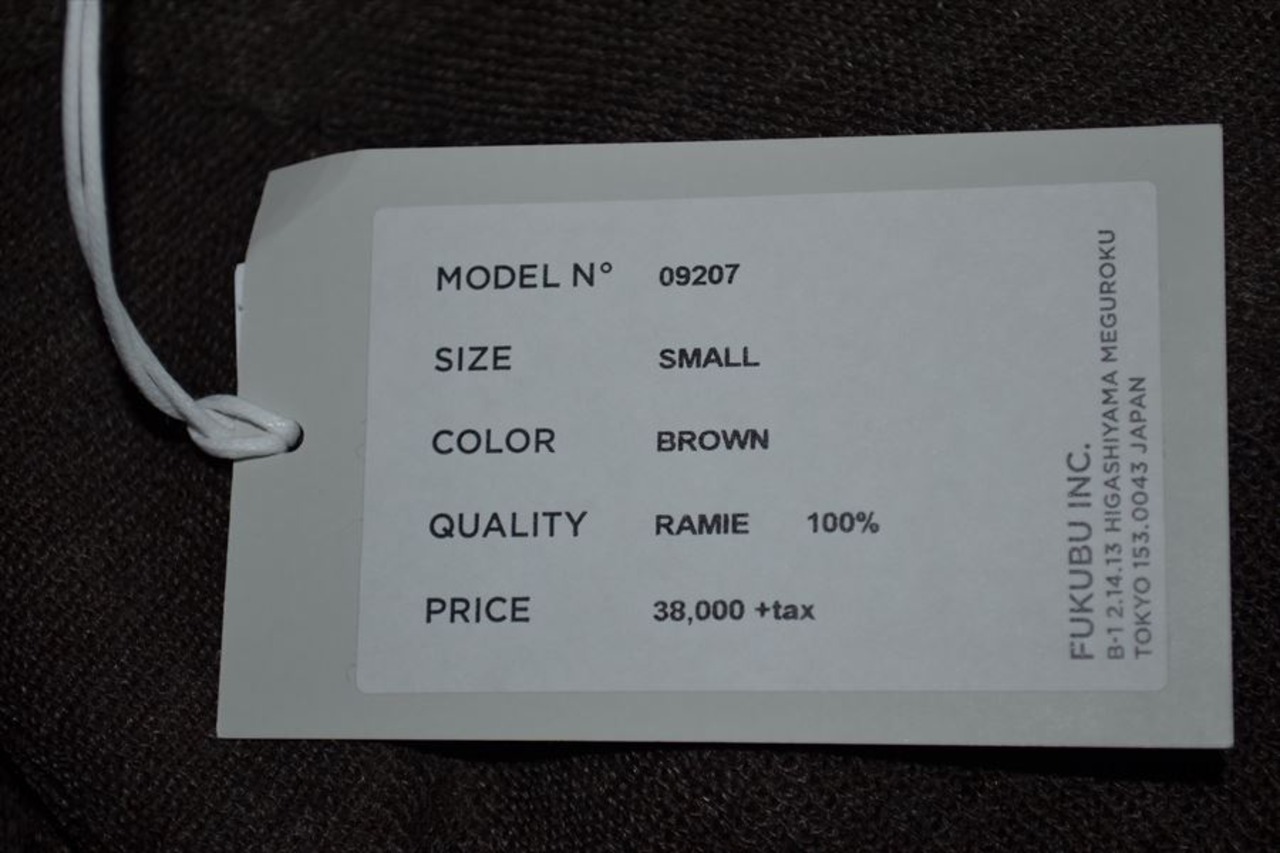 MODEL N° 09207
SIZE SMALL
COLOR BROWN
QUALITY RAMIE 100%
PRICE 38,000 +tax
FUKUBU INC.
B-1 2.14.13 HIGASHIYAMA MEGUROKU
TOKYO 153.0043 JAPAN